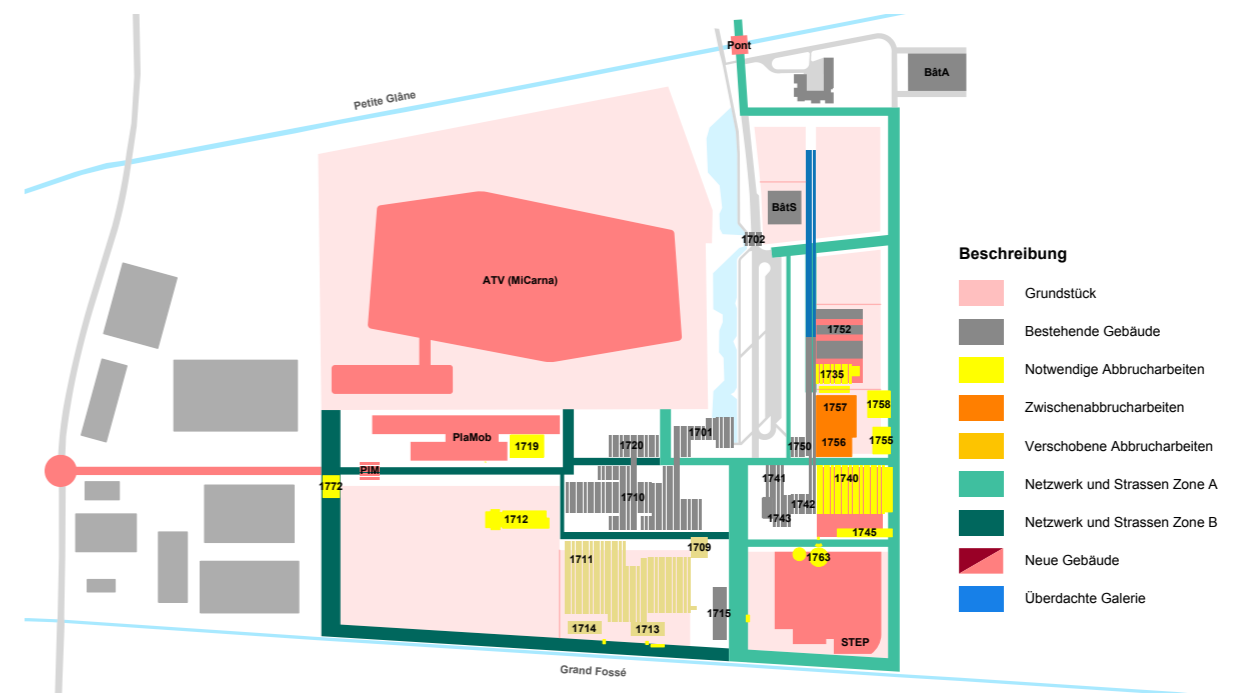 Pont
BâtA
Petite Glâne
BâtS
1702
ATV (MiCarna)
1752
1735
1757
1758
1756
1755
1701
1750
1720
PlaMob
1719
PIM
1772
1741
1740
1742
1710
1743
1712
1745
1709
1711
1763
1715
1714
1713
STEP
Grand Fossé
Beschreibung
Grundstück
Bestehende Gebäude
Notwendige Abbrucharbeiten
Zwischenabbrucharbeiten
Verschobene Abbrucharbeiten
Netzwerk und Strassen Zone A
Netzwerk und Strassen Zone B
Neue Gebäude
Überdachte Galerie